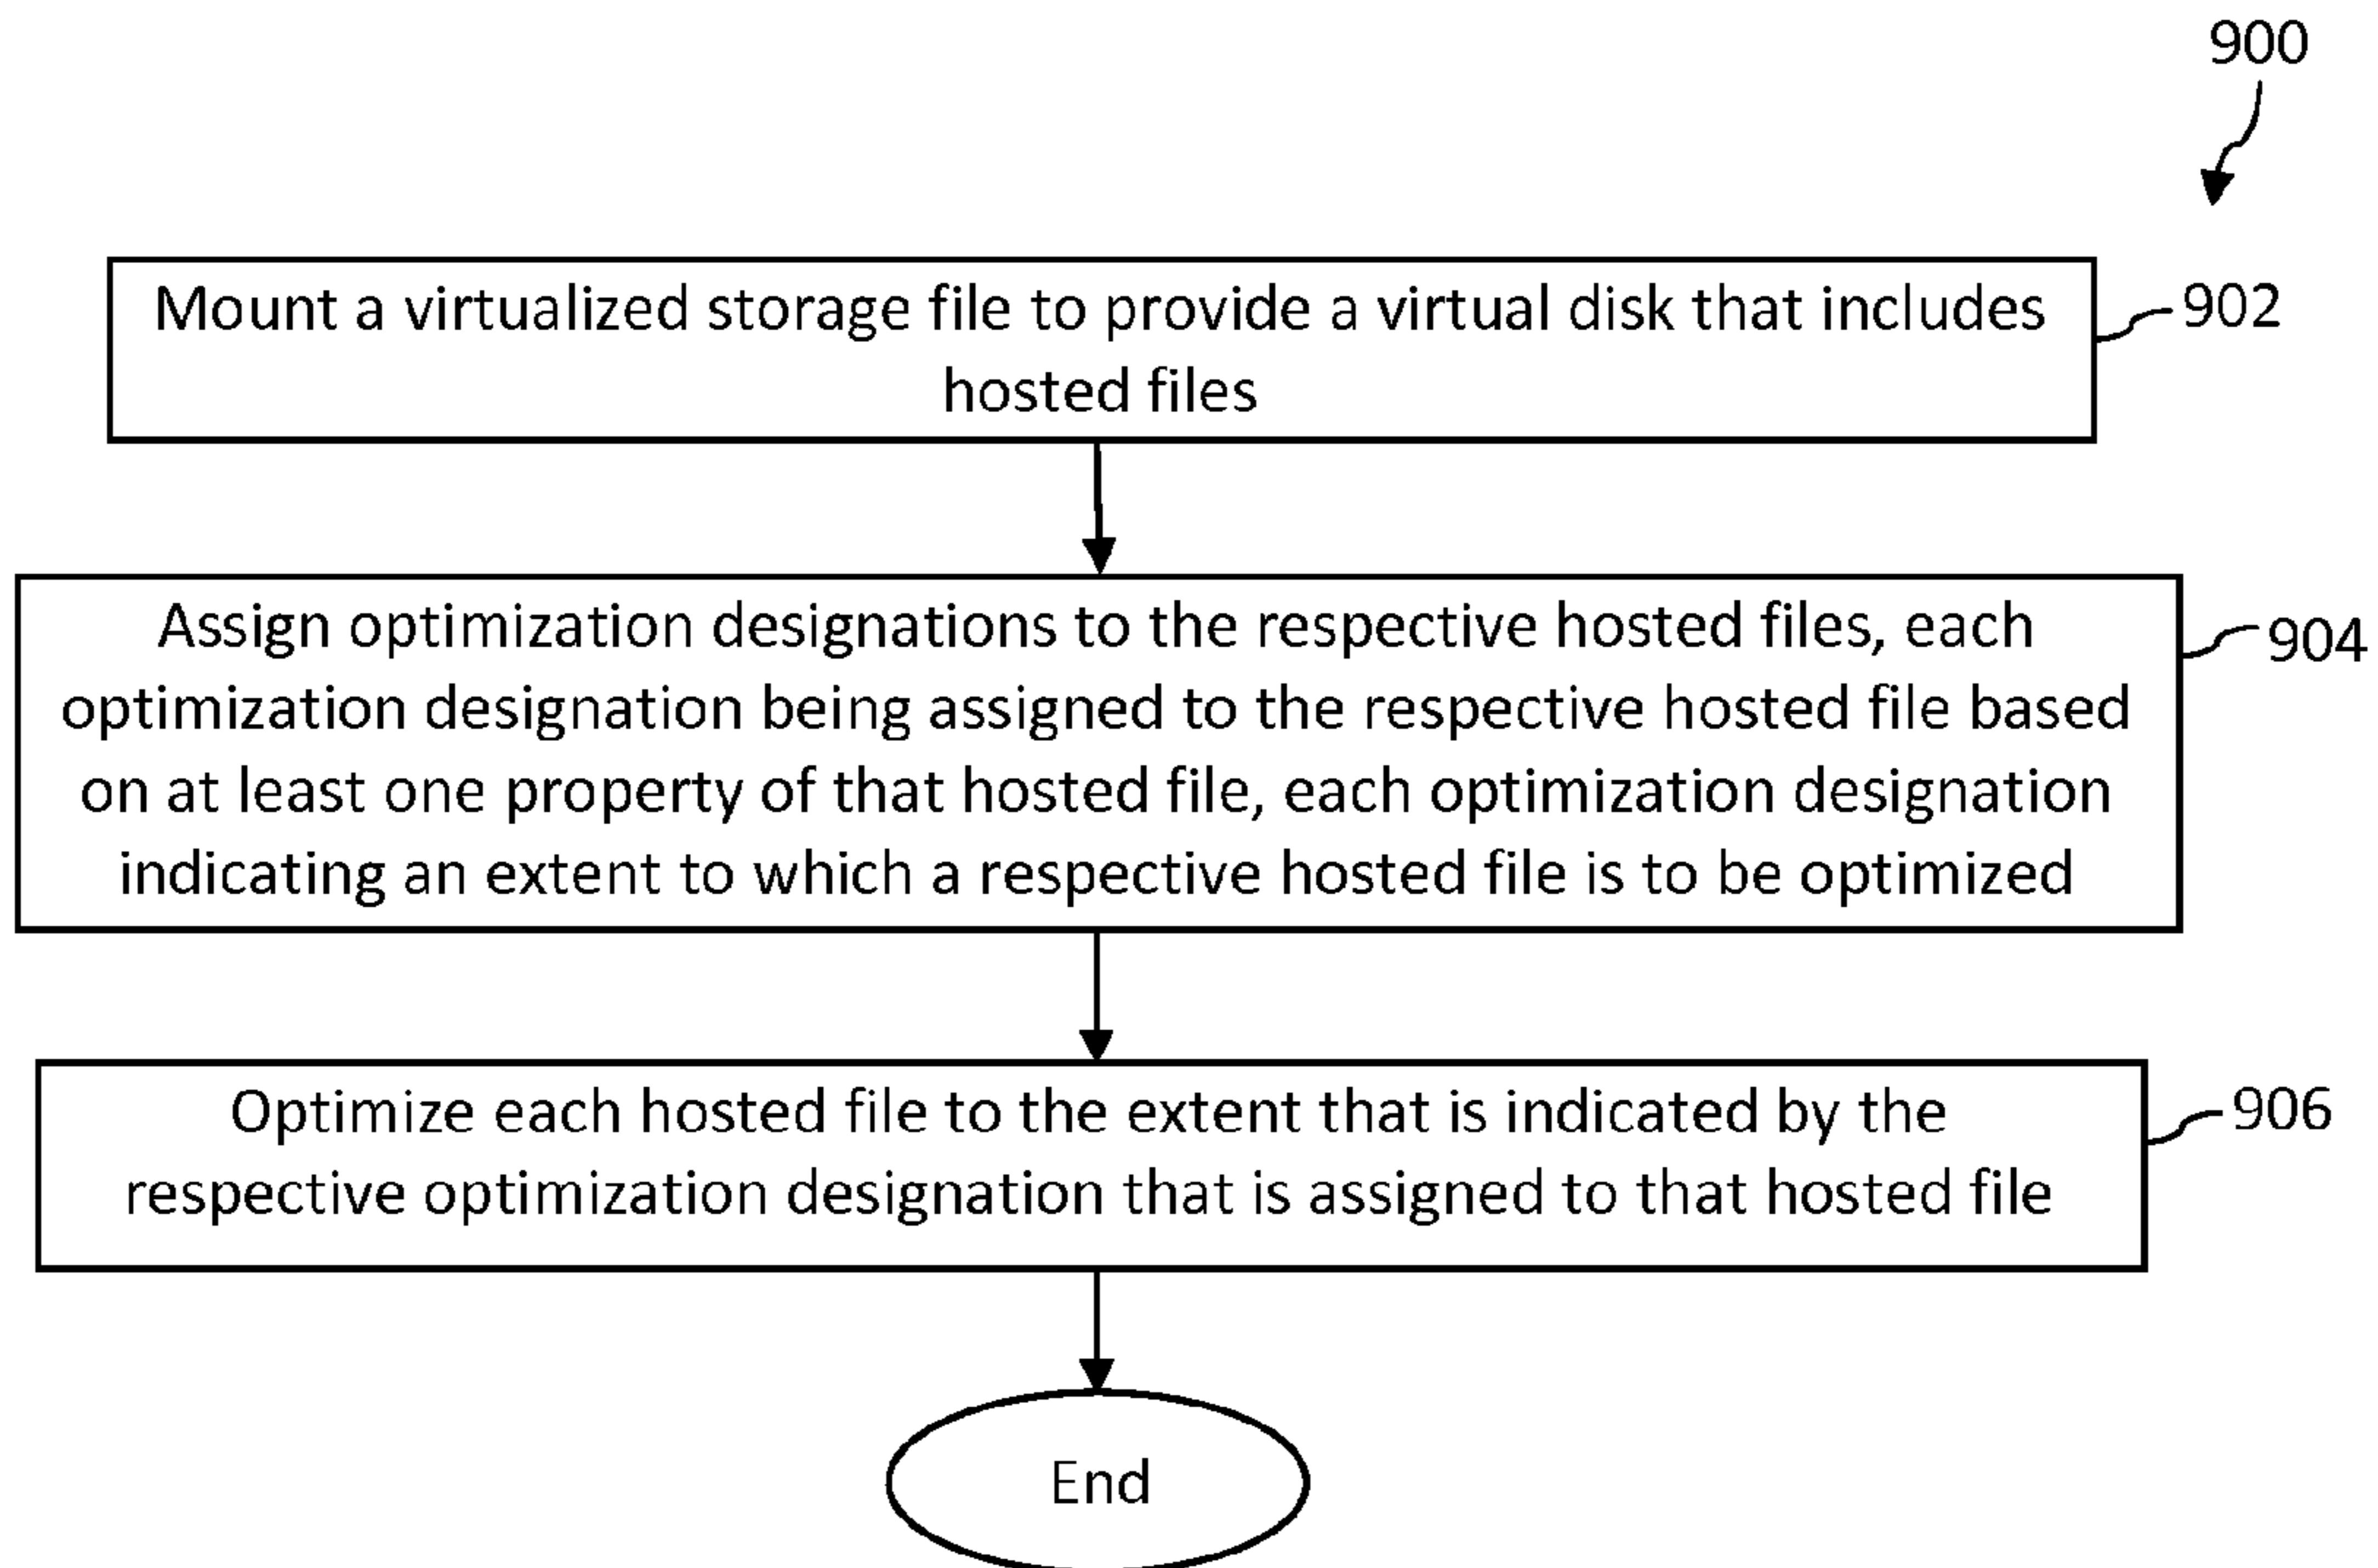 900
Mount a virtualized storage file to provide a virtual disk that includes
hosted files
902
Assign optimization designations to the respective hosted files, each
optimization designation being assigned to the respective hosted file based
on at least one property of that hosted file, each optimization designation
indicating an extent to which a respective hosted file is to be optimized
904
Optimize each hosted file to the extent that is indicated by the
respective optimization designation that is assigned to that hosted file
906
End